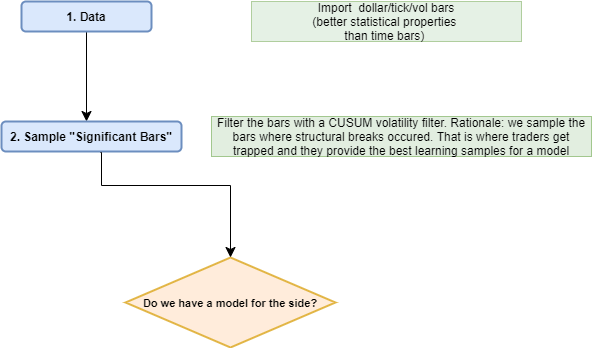 1. Data
Import  dollar/tick/vol bars
(better statistical properties
than time bars)
2. Sample "Significant Bars"
Filter the bars with a CUSUM volatility filter. Rationale: we sample the
bars where structural breaks occured. That is where traders get
trapped and they provide the best learning samples for a model
Do we have a model for the side?